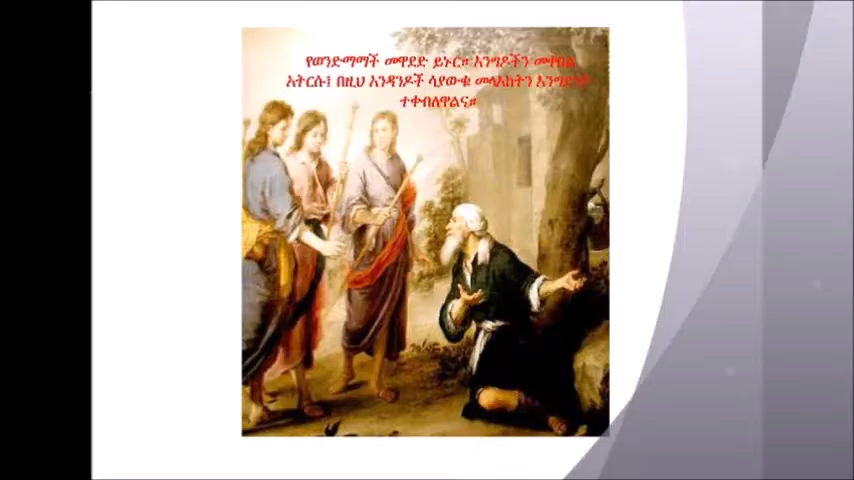 የወንድማማች መዋደድ ይኑር። እንግዶችን መቀበል
አትርሱ፤ በዚህ አንዳንዶች ሳያውቁ መላእክትን እንግድነት
ተቀብለዋልና።